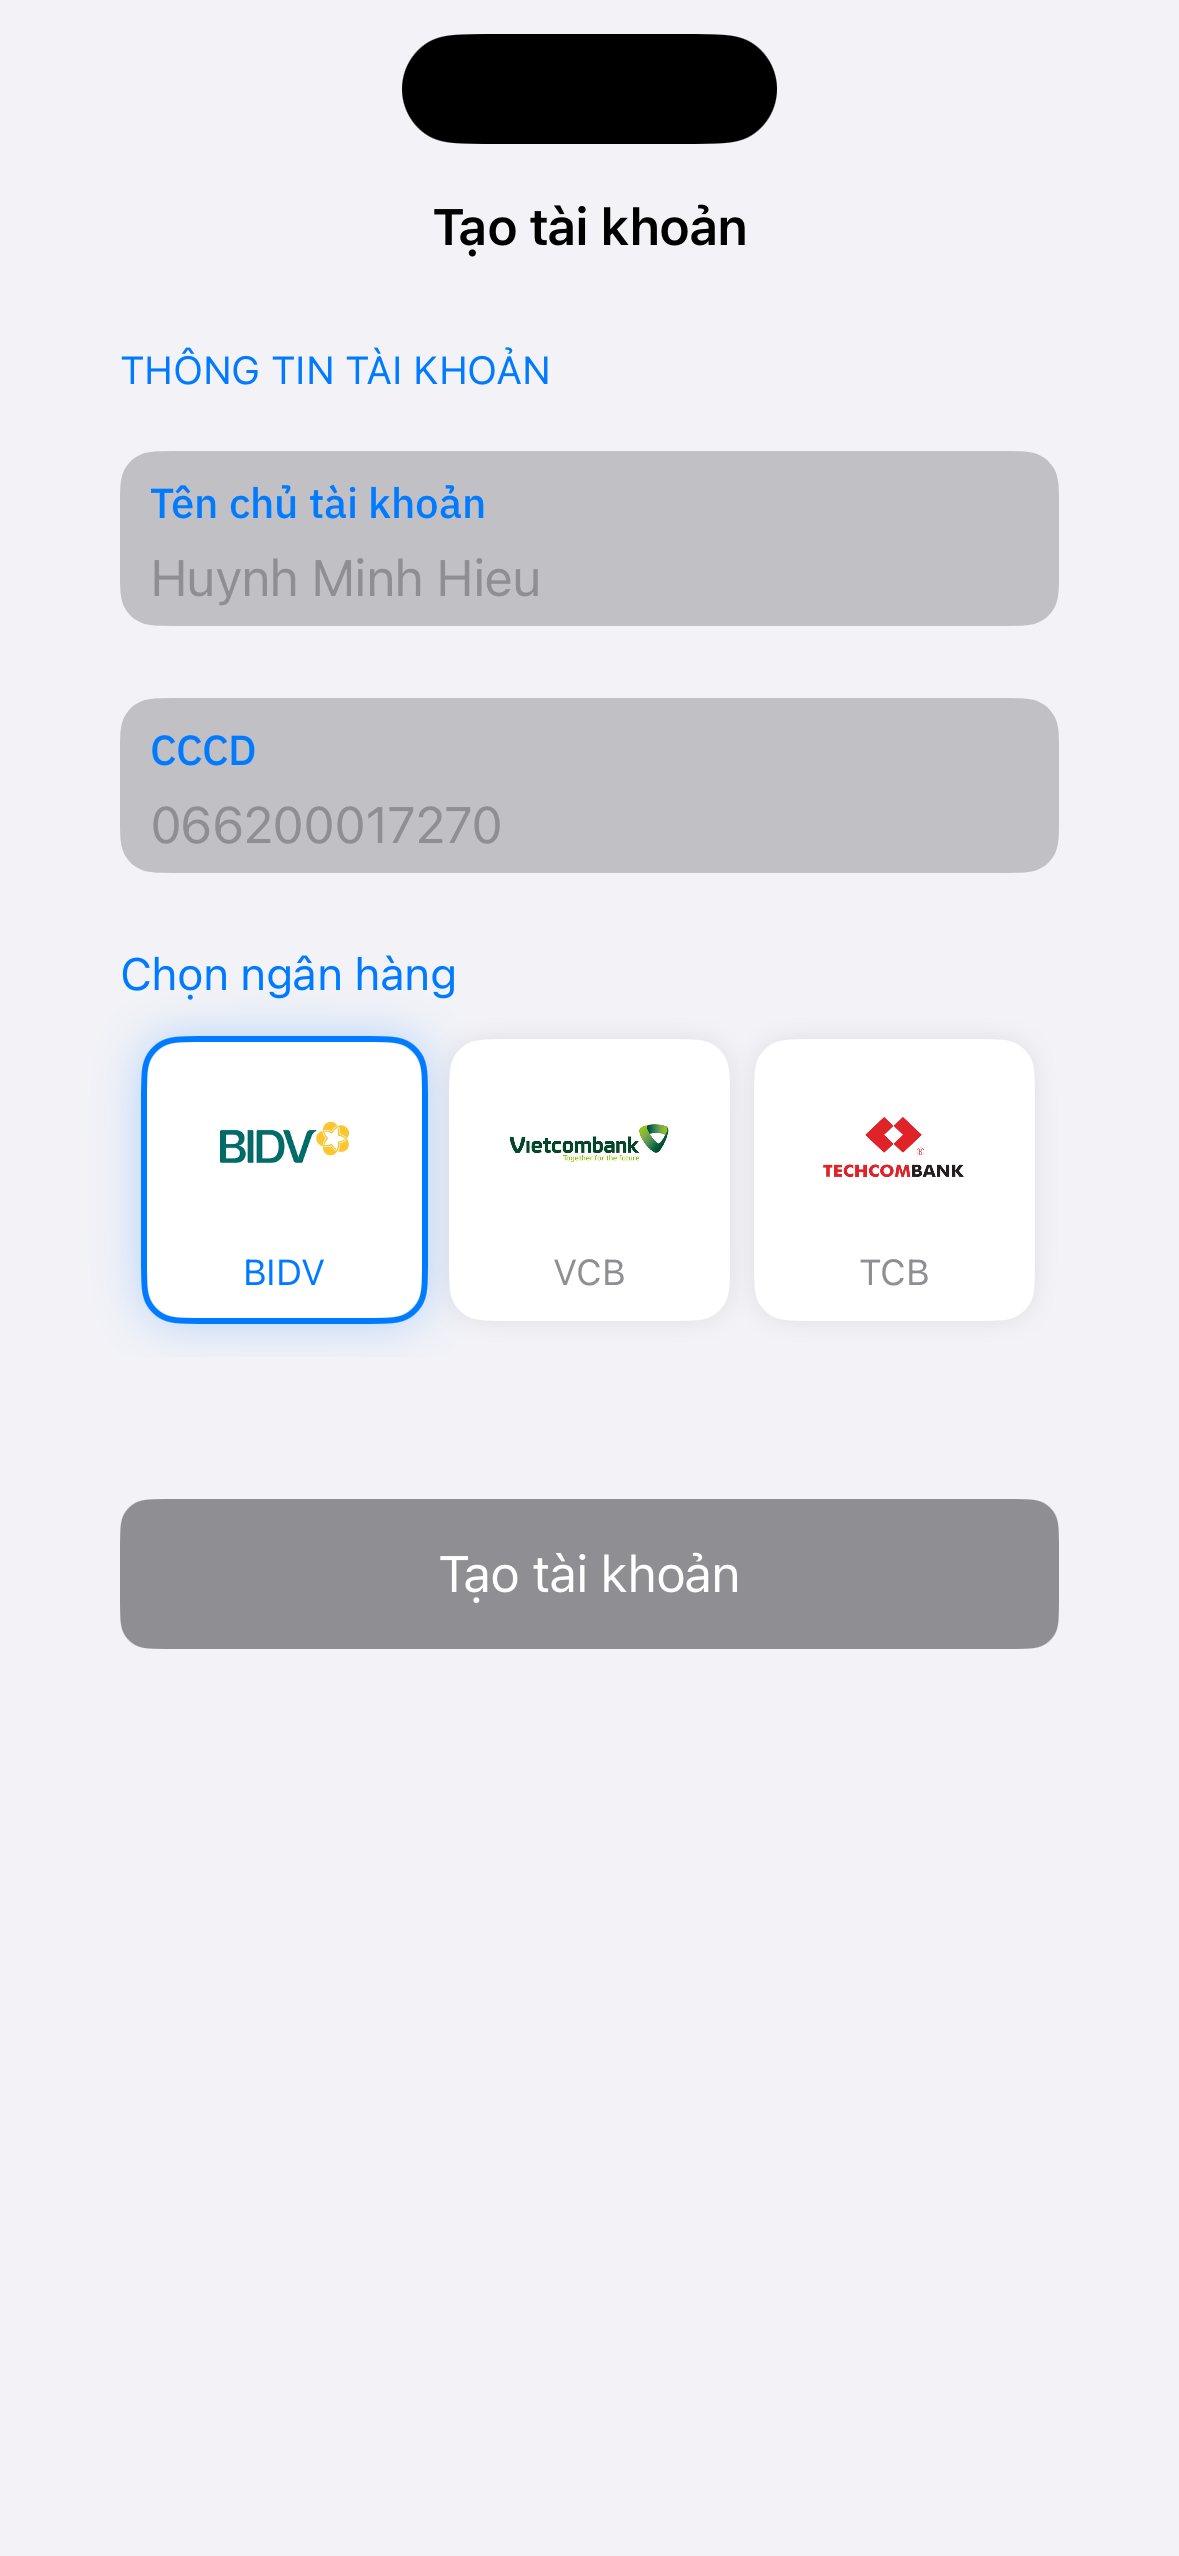 Tạo tài khoản
THÔNG TIN TÀI KHOẢN
Tên chủ tài khoản
Huynh Minh Hieu
CCCD
066200017270
Chọn ngân hàng
BIDV
Vietcombank
Together for the future
TECHCOMBANK
®
BIDV
VCB
TCB
Tạo tài khoản